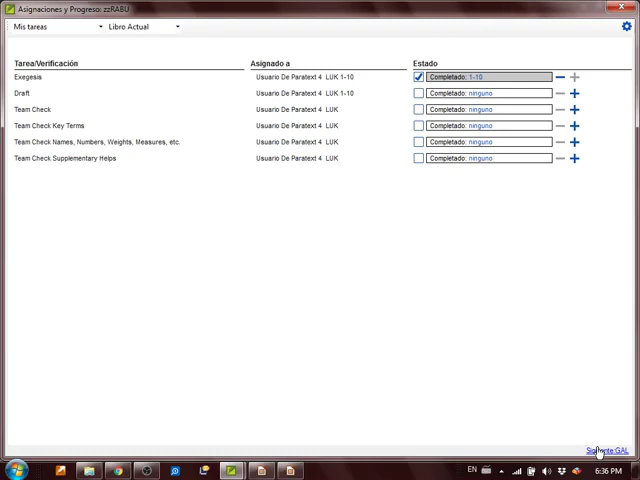 Asignaciones y Progreso: zzRABU
Mis tareas Libro Actual
Tarea/Verificación Asignado a Estado
Exegesis Usuario De Paratext 4 LUK 1-10 Completado: 1-10
Draft Usuario De Paratext 4 LUK 1-10 Completado: ninguno
Team Check Usuario De Paratext 4 LUK Completado: ninguno
Team Check Key Terms Usuario De Paratext 4 LUK Completado: ninguno
Team Check Names, Numbers, Weights, Measures, etc. Usuario De Paratext 4 LUK Completado: ninguno
Team Check Supplementary Helps Usuario De Paratext 4 LUK Completado: ninguno
Siguiente:GAL
EN 6:36 PM